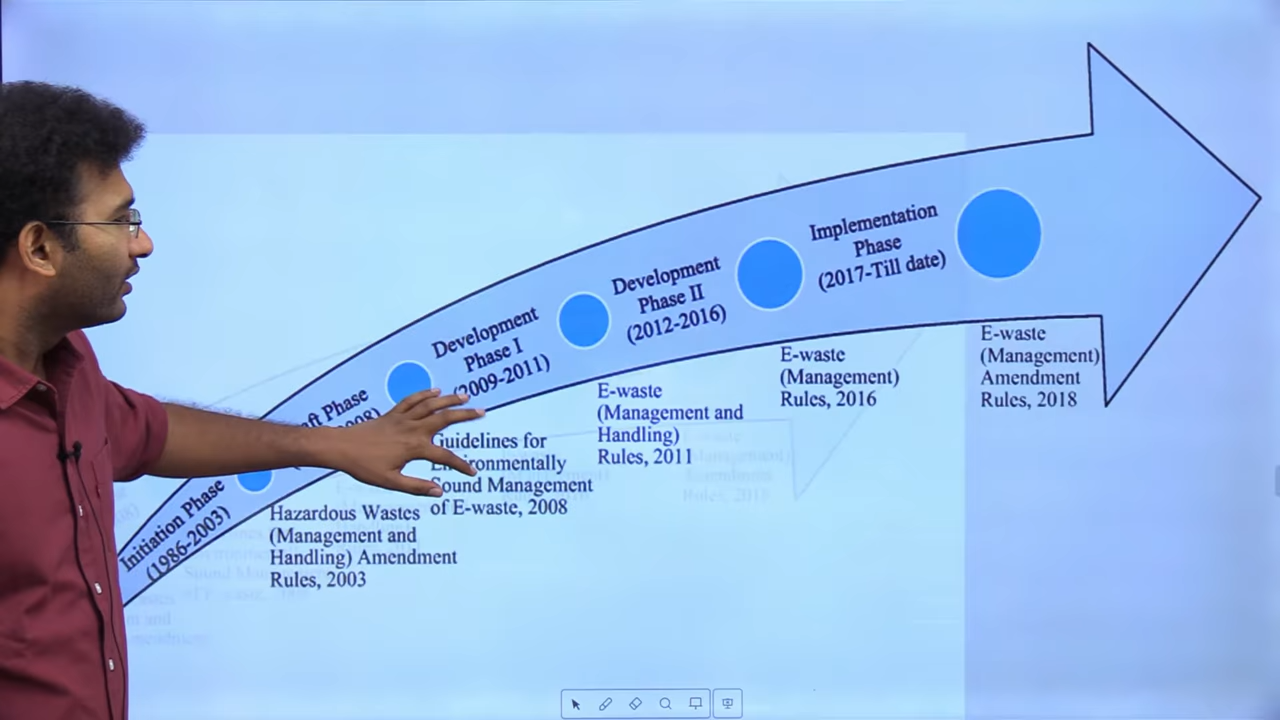 Initiation Phase
(1986-2003)
Phase
Development
Phase I
(2009-2011)
Development
Phase II
(2012-2016)
Implementation
Phase
(2017-Till date)
Hazardous Wastes
(Management and
Handling) Amendment
Rules, 2003
Guidelines for
Environmentally
Sound Management
of E-waste, 2008
E-waste
(Management and
Handling)
Rules, 2011
E-waste
(Management)
Rules, 2016
E-waste
(Management)
Amendment
Rules, 2018